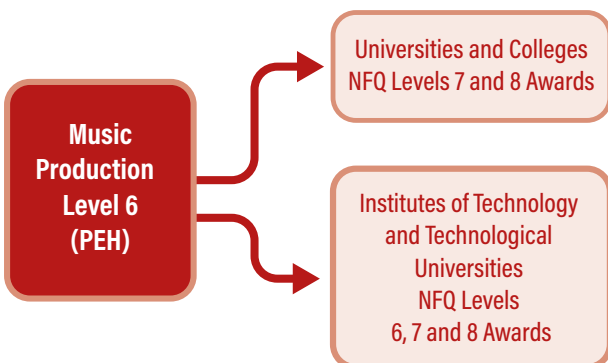 Music
Production
Level 6
(PEH)
Universities and Colleges
NFQ Levels 7 and 8 Awards
Institutes of Technology
and Technological
Universities
NFQ Levels
6, 7 and 8 Awards